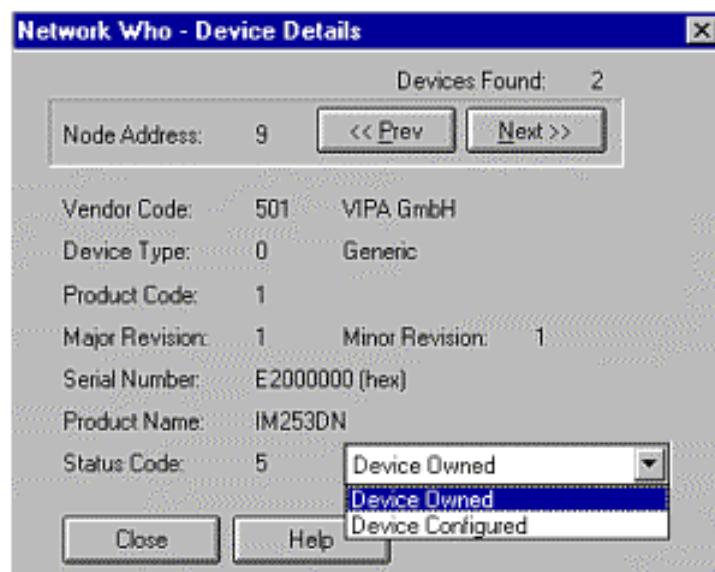 Network Who - Device Details
Devices Found: 2
Node Address: 9 << Prev Next >>
Vendor Code: 501 VIPA GmbH
Device Type: 0 Generic
Product Code: 1
Major Revision: 1 Minor Revision: 1
Serial Number: E2000000 (hex)
Product Name: IM253DN
Status Code: 5 Device Owned
Device Owned
Device Configured
Close Help